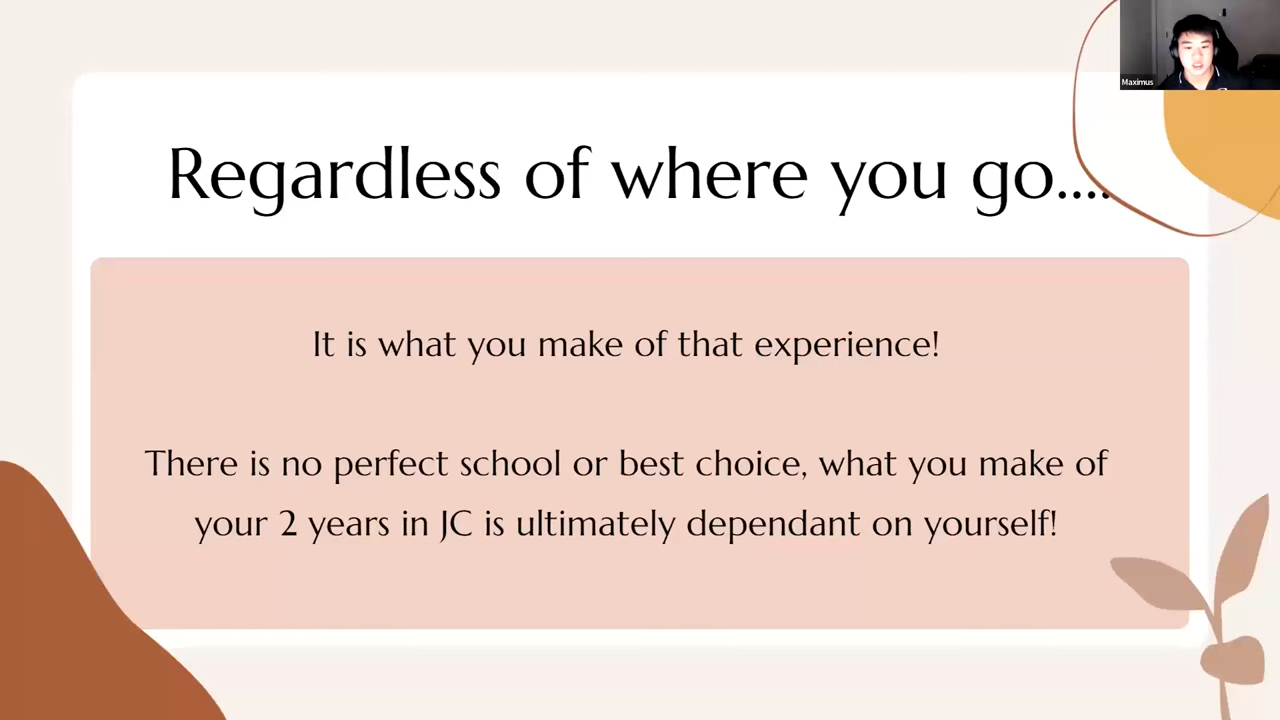 Maximus
Regardless of where you go....
It is what you make of that experience!
There is no perfect school or best choice, what you make of
your 2 years in JC is ultimately dependant on yourself!